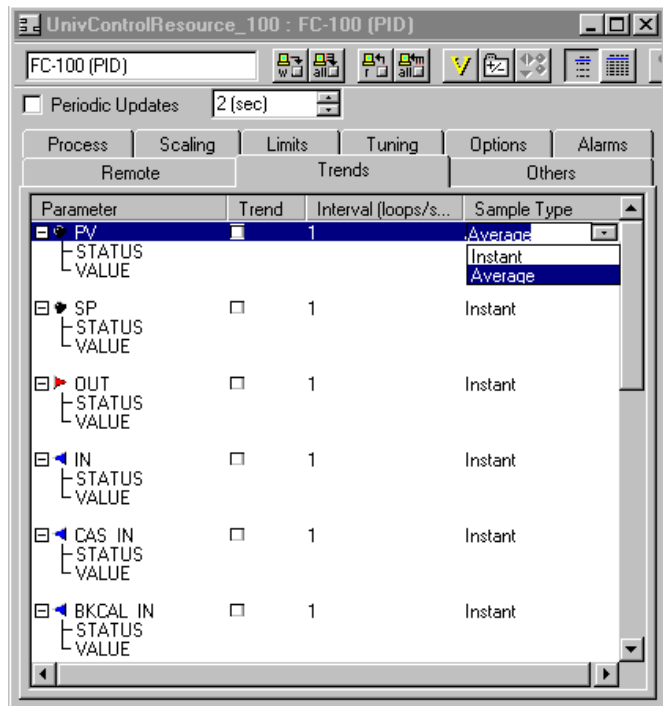 UnivControlResource_100 : FC-100 (PID)
FC-100 (PID)
w all r all
Periodic Updates 2 (sec)
Process Scaling Limits Tuning Options Alarms
Remote Trends Others
Parameter Trend Interval (loops/s... Sample Type
PV 1 Average
STATUS Instant
VALUE Average
SP 1 Instant
STATUS
VALUE
OUT 1 Instant
STATUS
VALUE
IN 1 Instant
STATUS
VALUE
CAS_IN 1 Instant
STATUS
VALUE
BKCAL_IN 1 Instant
STATUS
VALUE